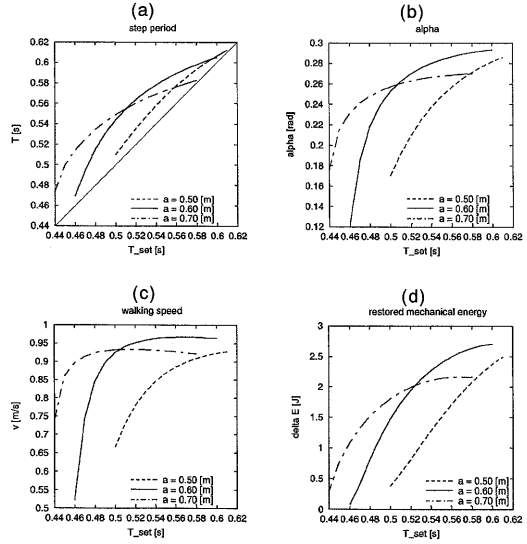 (a)
step period
T [s]
0.62
0.6
0.58
0.56
0.54
0.52
0.5
0.48
0.46
0.44
a = 0.50 [m]
a = 0.60 [m]
a = 0.70 [m]
0.44 0.46 0.48 0.5 0.52 0.54 0.56 0.58 0.6 0.62
T_set [s]
(b)
alpha
alpha [rad]
0.3
0.28
0.26
0.24
0.22
0.2
0.18
0.16
0.14
0.12
a = 0.50 [m]
a = 0.60 [m]
a = 0.70 [m]
0.44 0.46 0.48 0.5 0.52 0.54 0.56 0.58 0.6 0.62
T_set [s]
(c)
walking speed
v [m/s]
1
0.95
0.9
0.85
0.8
0.75
0.7
0.65
0.6
0.55
0.5
a = 0.50 [m]
a = 0.60 [m]
a = 0.70 [m]
0.44 0.46 0.48 0.5 0.52 0.54 0.56 0.58 0.6 0.62
T_set [s]
(d)
restored mechanical energy
delta E [J]
3
2.5
2
1.5
1
0.5
0
a = 0.50 [m]
a = 0.60 [m]
a = 0.70 [m]
0.44 0.46 0.48 0.5 0.52 0.54 0.56 0.58 0.6 0.62
T_set [s]